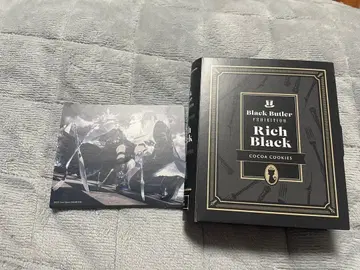 Black Butler
EXHIBITION
Rich
Black
COCOA COOKIES